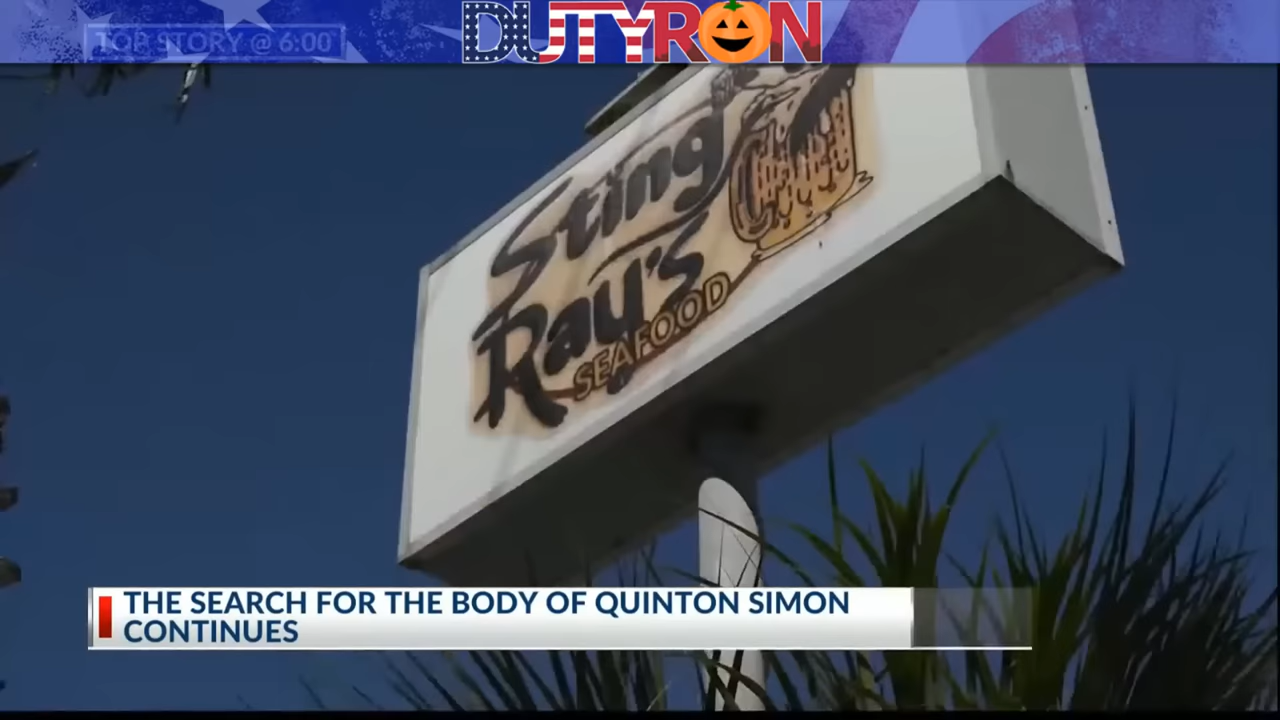 TOP STORY @ 6:00
DUTYRON
Sting
Ray's
SEAFOOD
THE SEARCH FOR THE BODY OF QUINTON SIMON
CONTINUES